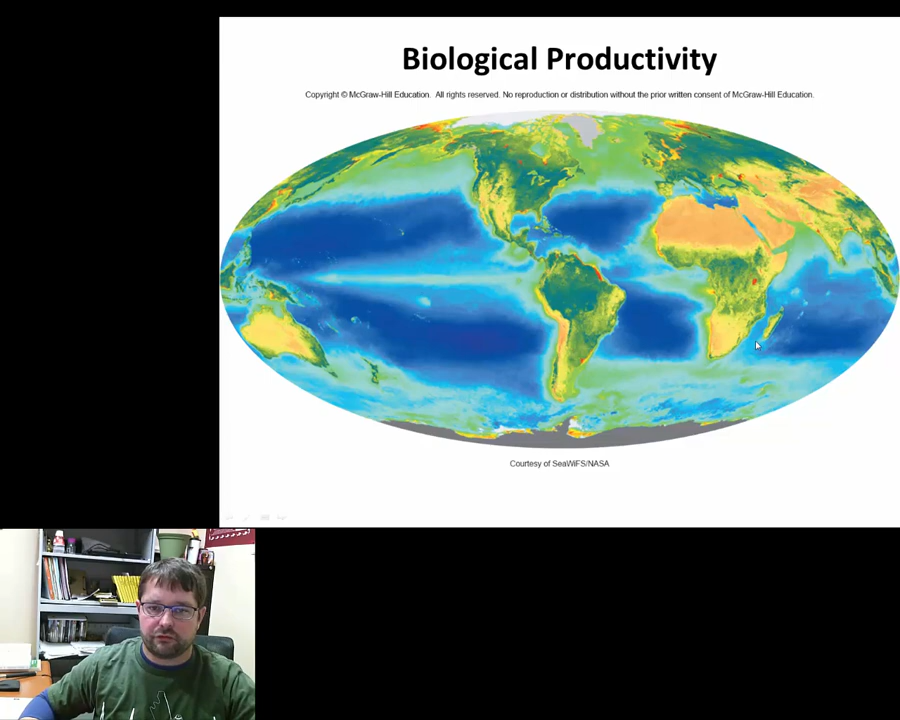 Biological Productivity
Copyright © McGraw-Hill Education. All rights reserved. No reproduction or distribution without the prior written consent of McGraw-Hill Education.
Courtesy of SeaWiFS/NASA